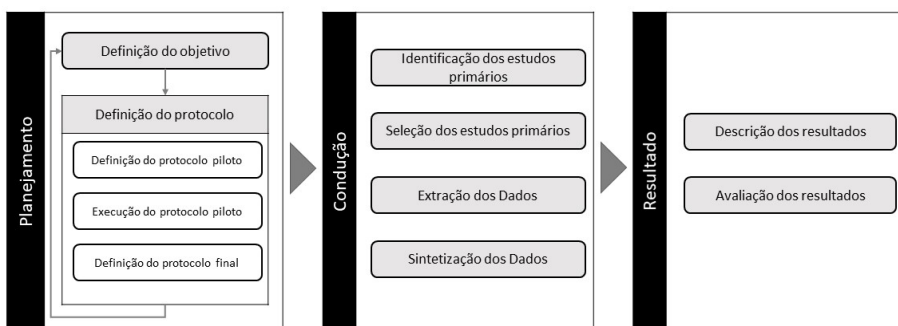 Planejamento
Definição do objetivo
Definição do protocolo
Definição do protocolo piloto
Execução do protocolo piloto
Definição do protocolo final
Condução
Identificação dos estudos
primários
Seleção dos estudos primários
Extração dos Dados
Sintetização dos Dados
Resultado
Descrição dos resultados
Avaliação dos resultados